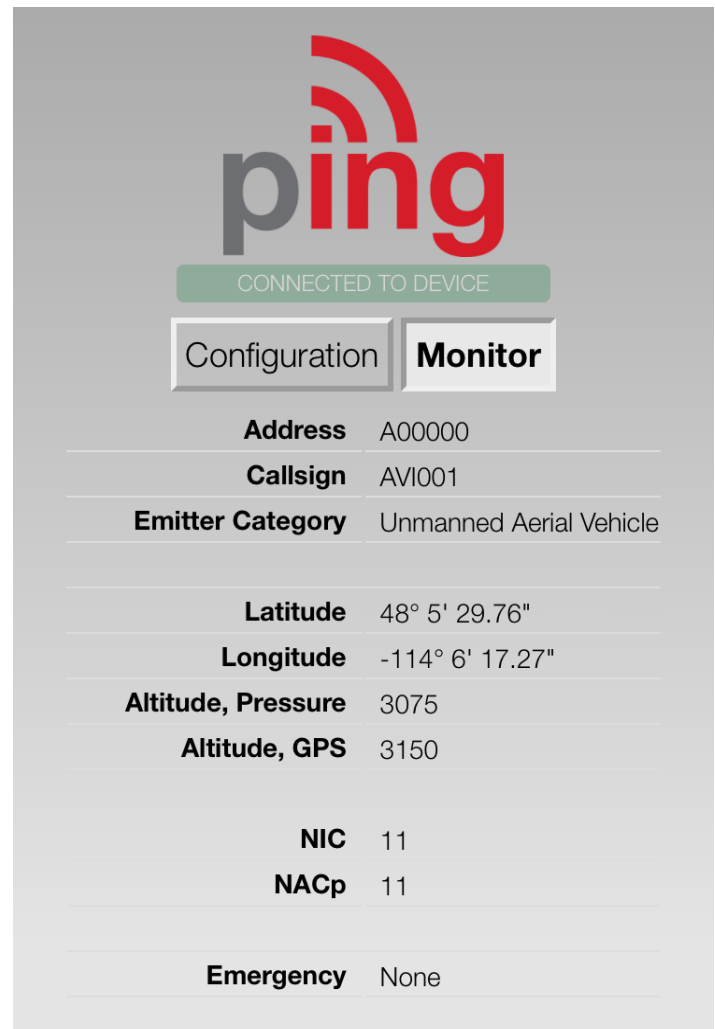 ping
CONNECTED TO DEVICE
Configuration Monitor
Address A00000
Callsign AVI001
Emitter Category Unmanned Aerial Vehicle
Latitude 48° 5' 29.76"
Longitude -114° 6' 17.27"
Altitude, Pressure 3075
Altitude, GPS 3150
NIC 11
NACp 11
Emergency None